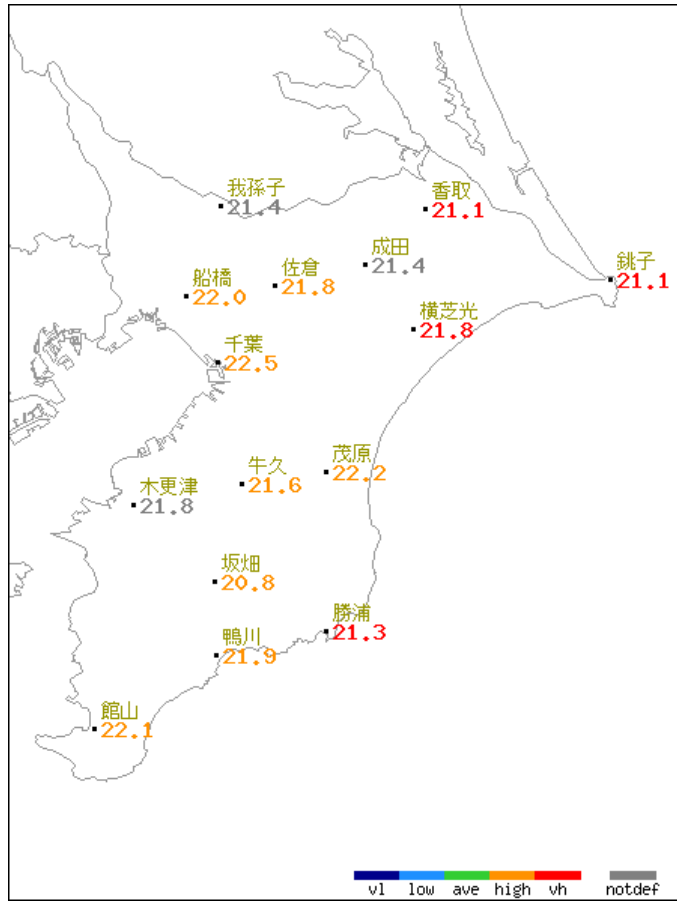 我孫子
21.4
香取
21.1
成田
21.4
銚子
21.1
船橋
22.0
佐倉
21.8
横芝光
21.8
千葉
22.5
茂原
22.2
牛久
21.6
木更津
21.8
坂畑
20.8
勝浦
21.3
鴨川
21.9
館山
22.1
vl low ave high vh notdef